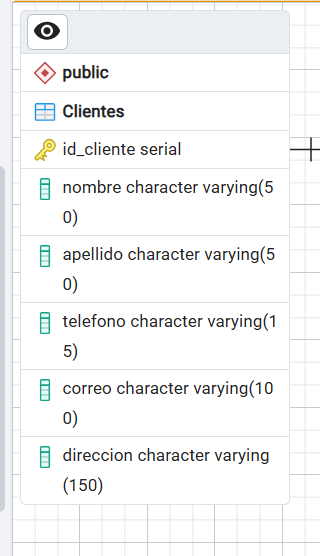 public
Clientes
id_cliente serial
nombre character varying(5
0)
apellido character varying(5
0)
telefono character varying(1
5)
correo character varying(10
0)
direccion character varying
(150)